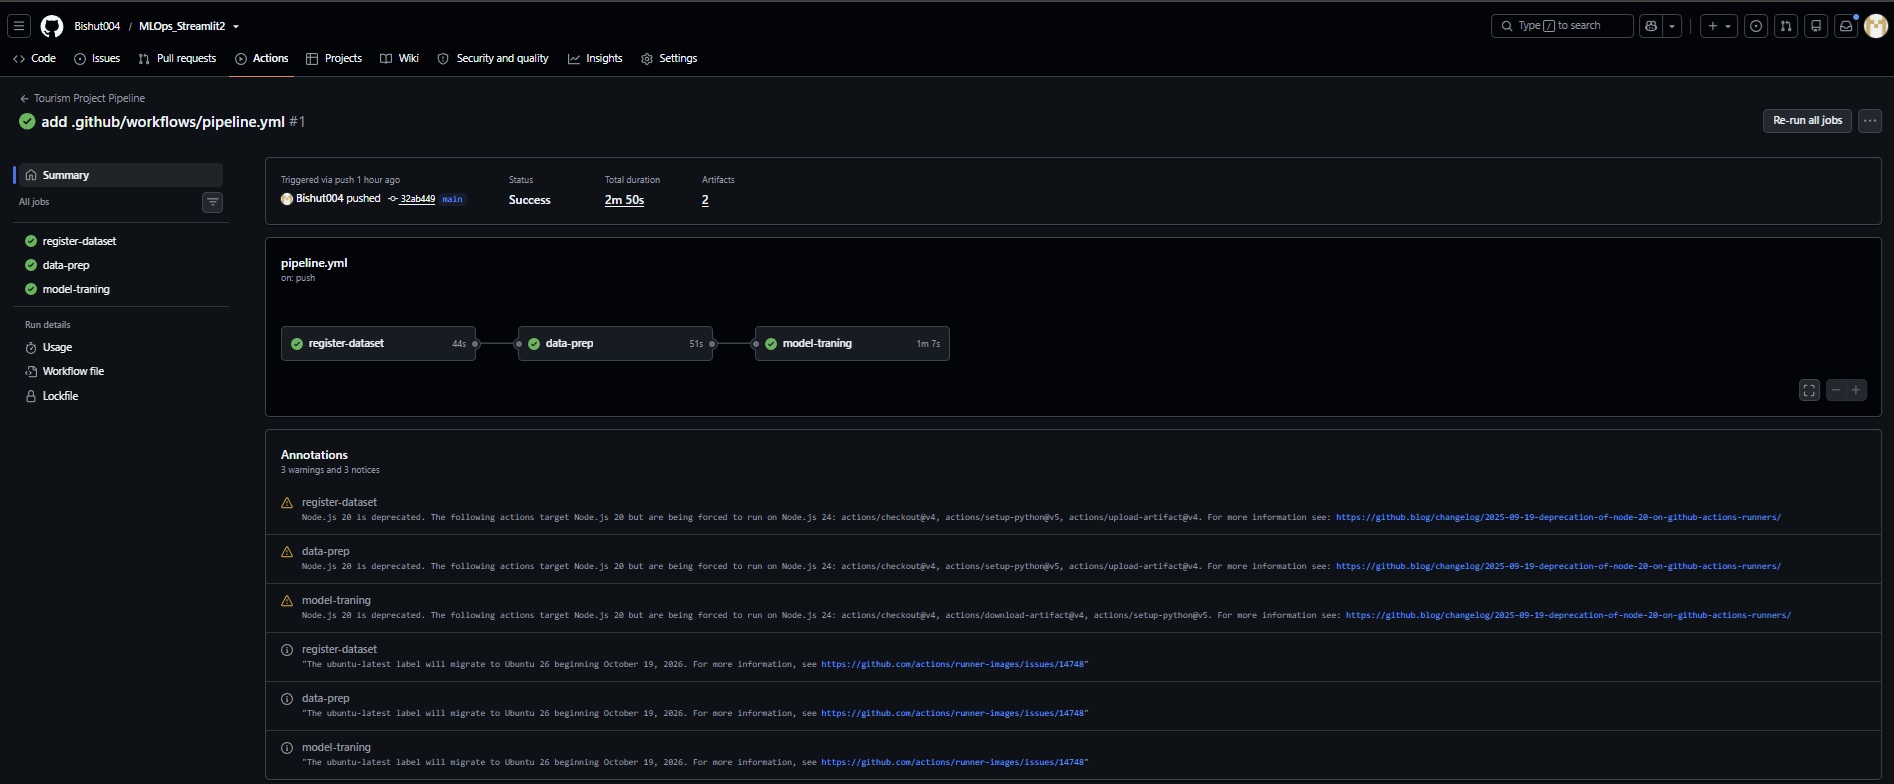 Bishut004 / MLOps_Streamlit2
Type / to search
Code
Issues
Pull requests
Actions
Projects
Wiki
Security and quality
Insights
Settings
← Tourism Project Pipeline
add .github/workflows/pipeline.yml #1
Re-run all jobs
Summary
All jobs
register-dataset
data-prep
model-traning
Run details
Usage
Workflow file
Lockfile
Triggered via push 1 hour ago
Bishut004 pushed 32ab449 main
Status
Success
Total duration
2m 50s
Artifacts
2
pipeline.yml
on: push
register-dataset 44s
data-prep 51s
model-traning 1m 7s
Annotations
3 warnings and 3 notices
register-dataset
Node.js 20 is deprecated. The following actions target Node.js 20 but are being forced to run on Node.js 24: actions/checkout@v4, actions/setup-python@v5, actions/upload-artifact@v4. For more information see: https://github.blog/changelog/2025-09-19-deprecation-of-node-20-on-github-actions-runners/
data-prep
Node.js 20 is deprecated. The following actions target Node.js 20 but are being forced to run on Node.js 24: actions/checkout@v4, actions/setup-python@v5, actions/upload-artifact@v4. For more information see: https://github.blog/changelog/2025-09-19-deprecation-of-node-20-on-github-actions-runners/
model-traning
Node.js 20 is deprecated. The following actions target Node.js 20 but are being forced to run on Node.js 24: actions/checkout@v4, actions/download-artifact@v4, actions/setup-python@v5. For more information see: https://github.blog/changelog/2025-09-19-deprecation-of-node-20-on-github-actions-runners/
register-dataset
"The ubuntu-latest label will migrate to Ubuntu 26 beginning October 19, 2026. For more information, see https://github.com/actions/runner-images/issues/14748"
data-prep
"The ubuntu-latest label will migrate to Ubuntu 26 beginning October 19, 2026. For more information, see https://github.com/actions/runner-images/issues/14748"
model-traning
"The ubuntu-latest label will migrate to Ubuntu 26 beginning October 19, 2026. For more information, see https://github.com/actions/runner-images/issues/14748"